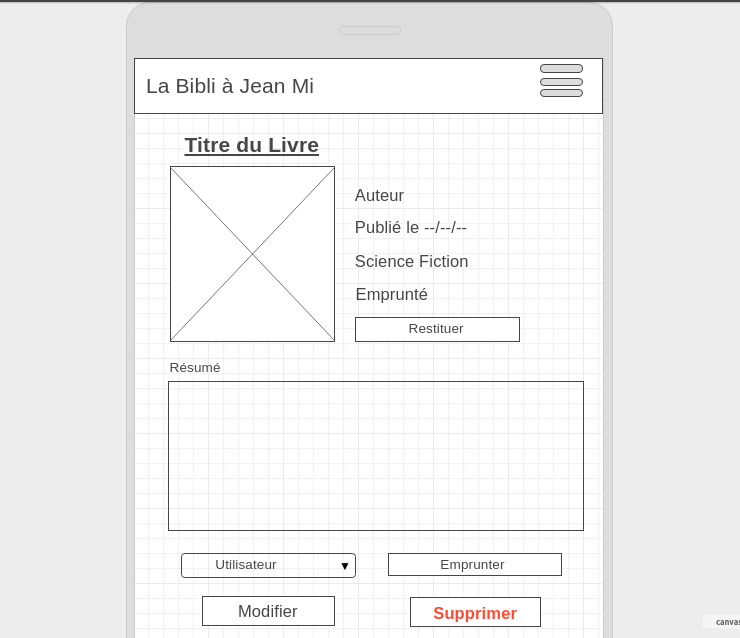 La Bibli à Jean Mi
Titre du Livre
Auteur
Publié le --/--/--
Science Fiction
Emprunté
Restituer
Résumé
Utilisateur ▼
Emprunter
Modifier
Supprimer